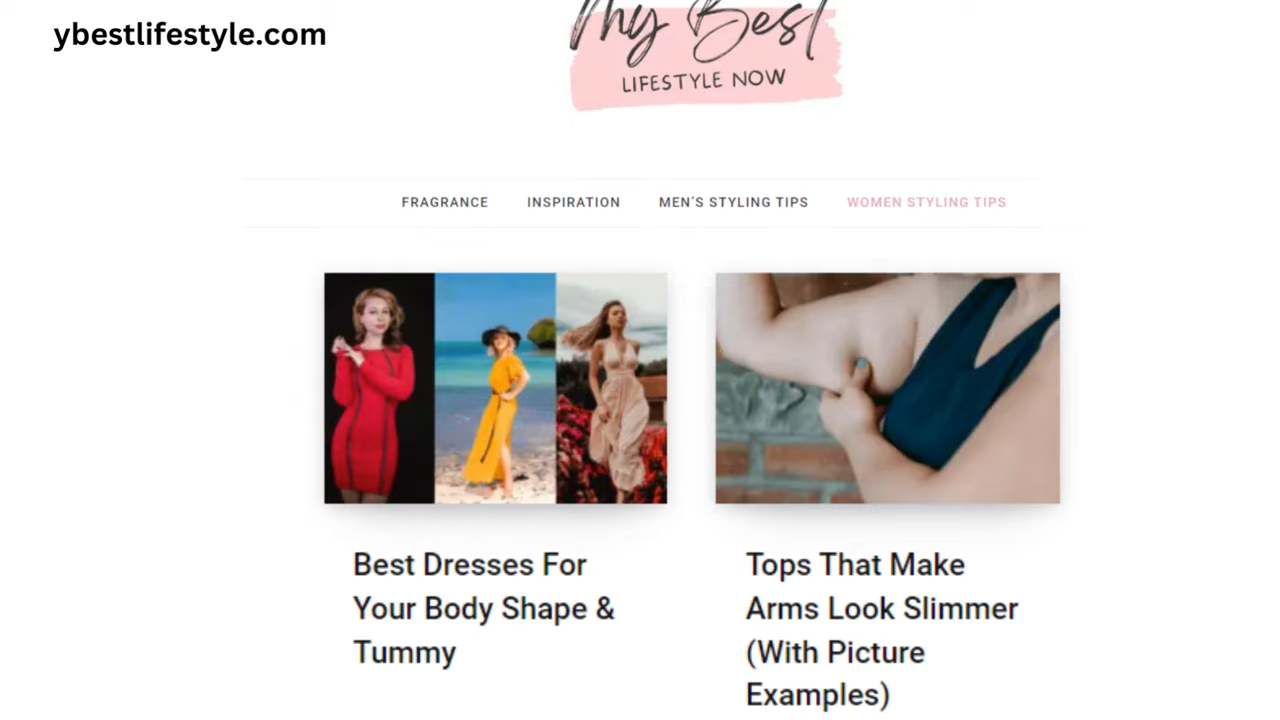 ybestlifestyle.com
My Best
LIFESTYLE NOW
FRAGRANCE INSPIRATION MEN'S STYLING TIPS WOMEN STYLING TIPS
Best Dresses For
Your Body Shape &
Tummy
Tops That Make
Arms Look Slimmer
(With Picture
Examples)